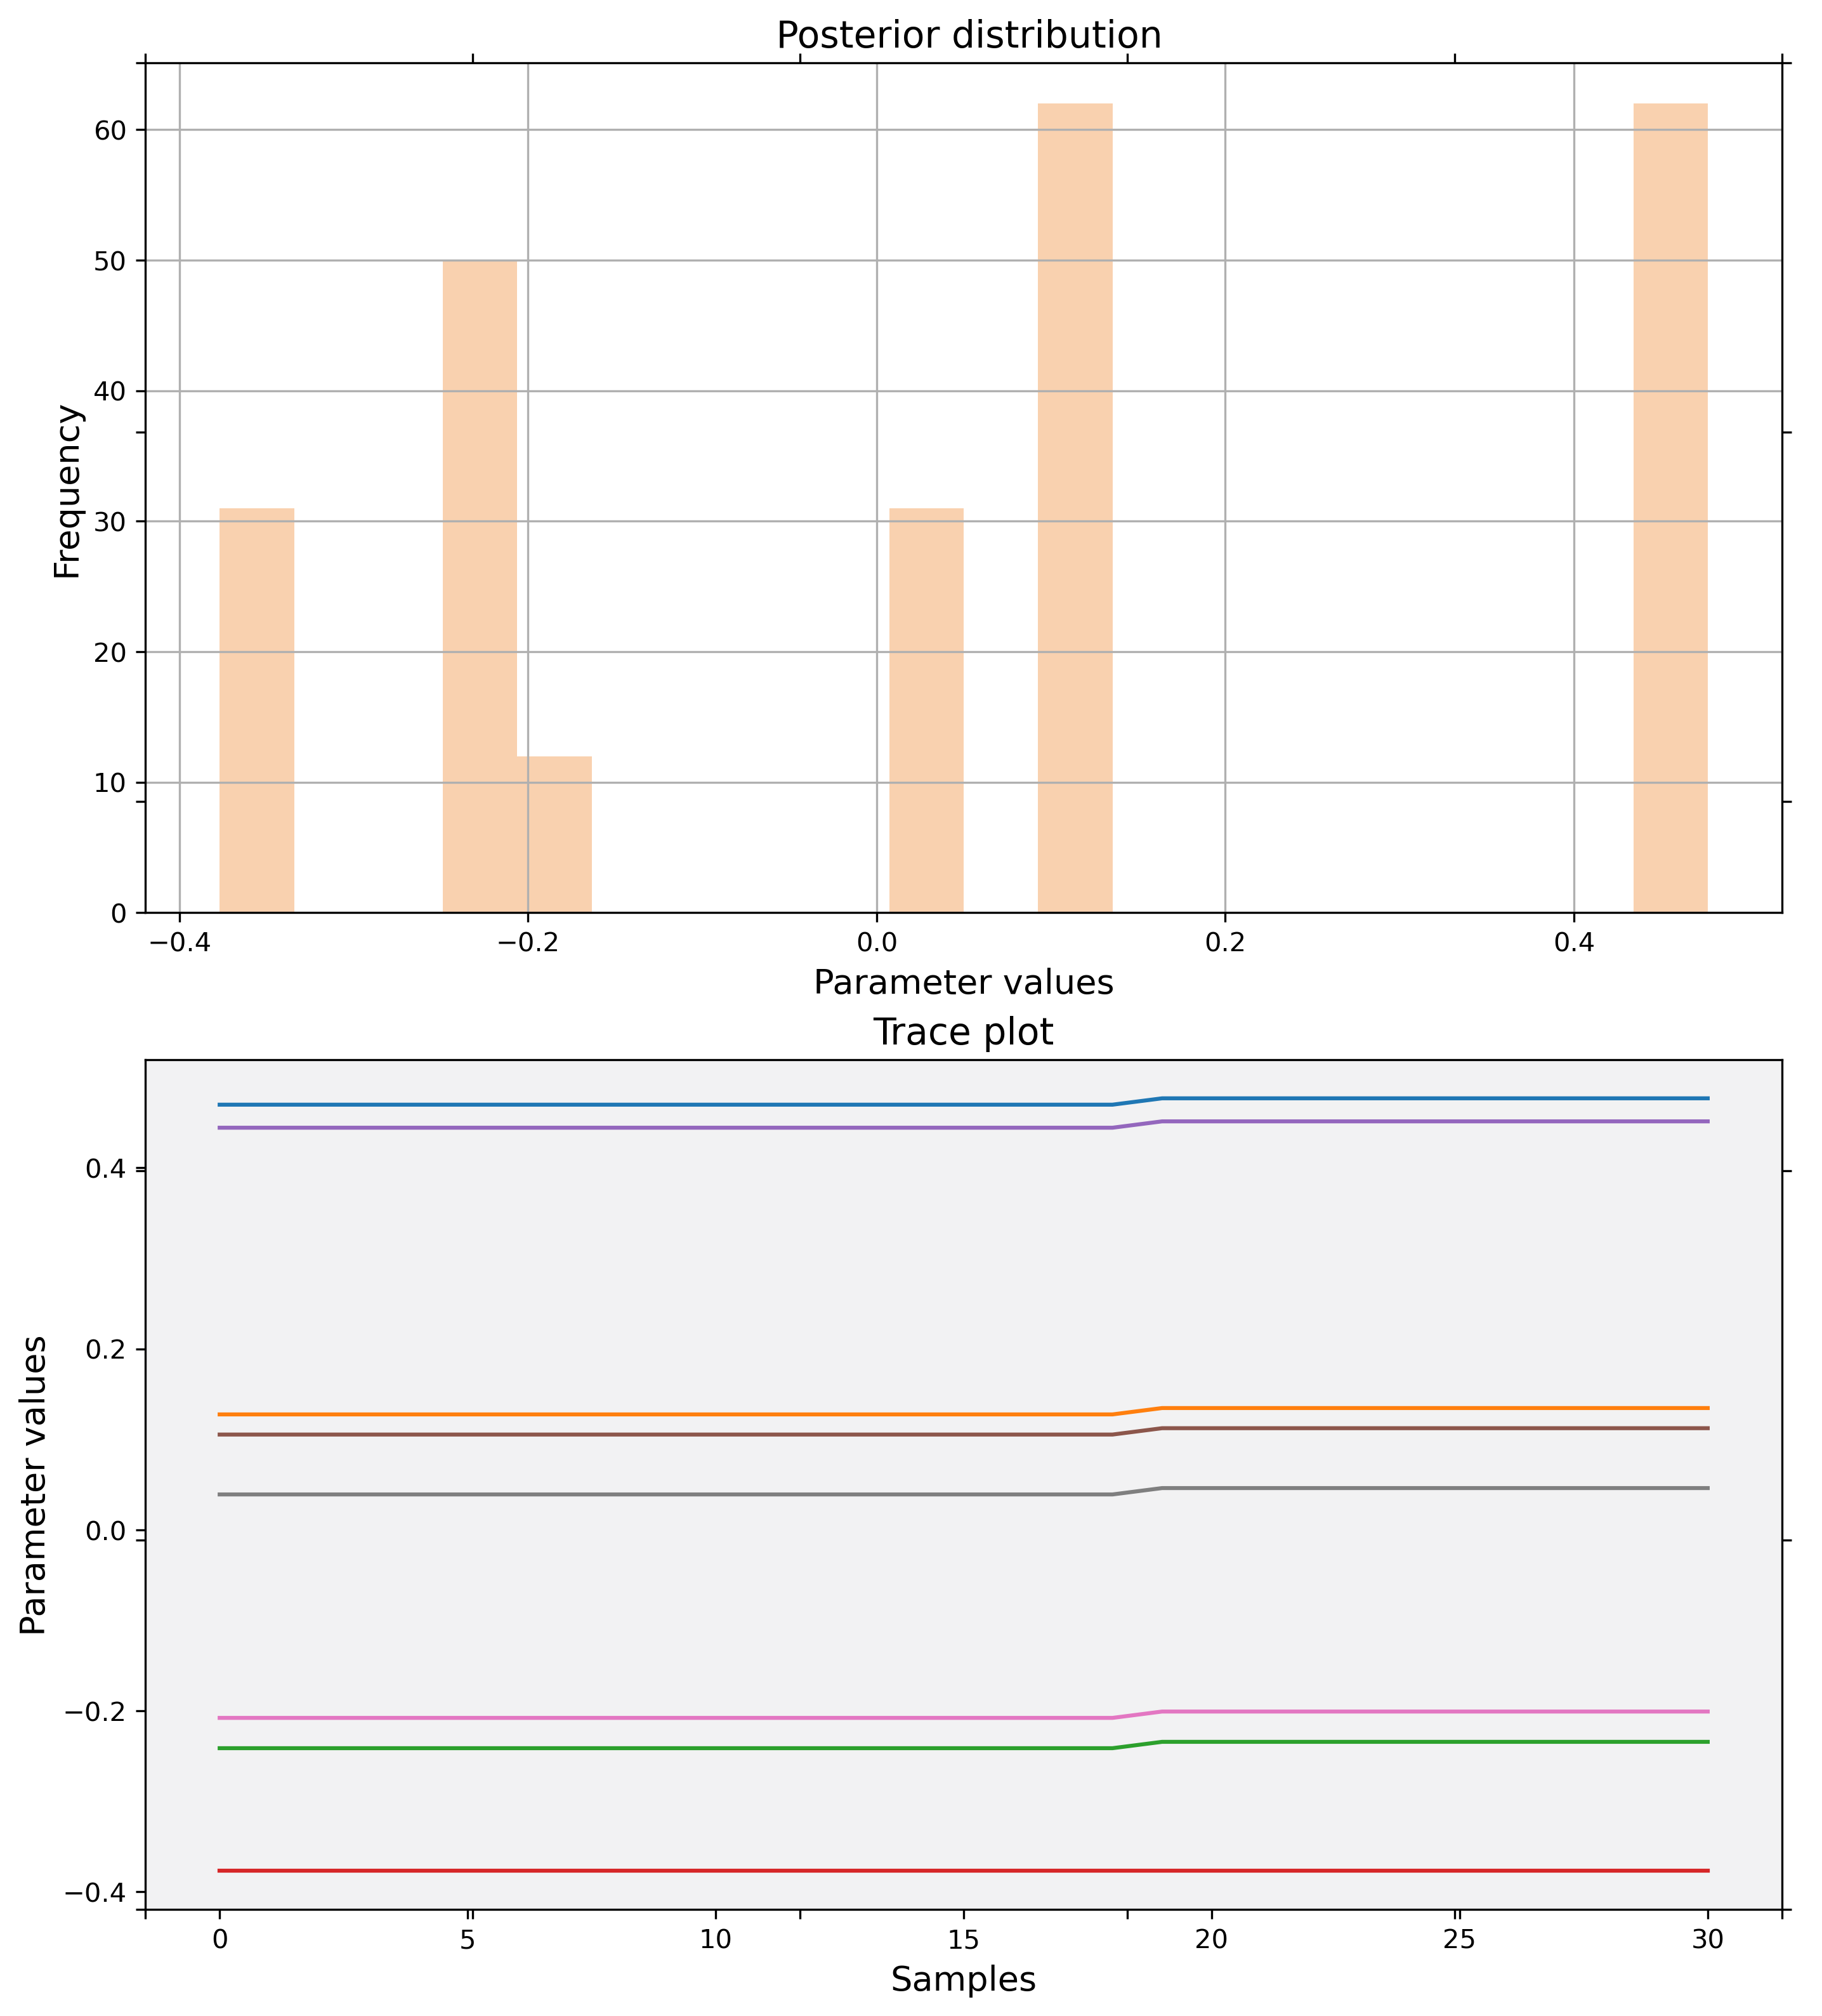 Posterior distribution
60
50
40
30
20
10
0
Frequency
−0.4 −0.2 0.0 0.2 0.4
Parameter values
Trace plot
0.4
0.2
0.0
−0.2
−0.4
Parameter values
0 5 10 15 20 25 30
Samples